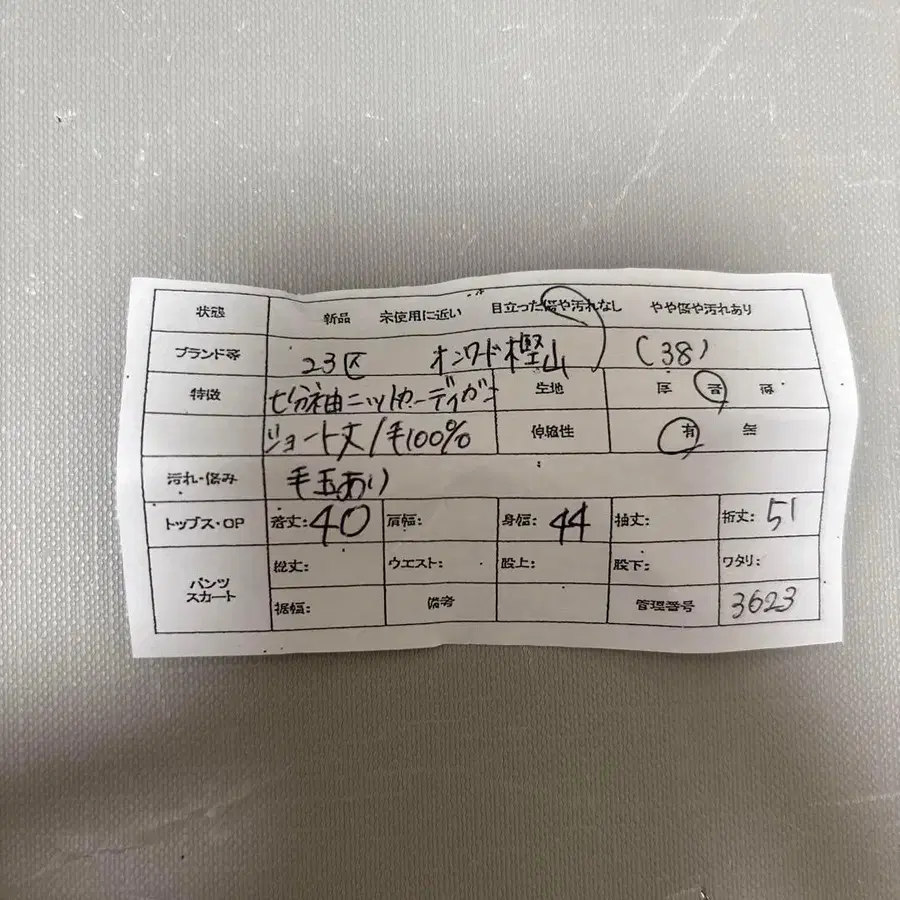 状態 新品 未使用に近い 目立った傷や汚れなし やや傷や汚れあり
ブランド等 23区 オンワード樫山 (38)
特徴 七分袖ニットカーディガン 生地 厚 普 薄
ショート丈/毛100% 伸縮性 有 無
汚れ・傷み 毛玉あり
トップス・OP 着丈:40 肩幅: 身幅:44 袖丈: 裄丈:51
パンツ スカート 総丈: ウエスト: 股上: 股下: ワタリ:
裾幅: 備考 管理番号 3623